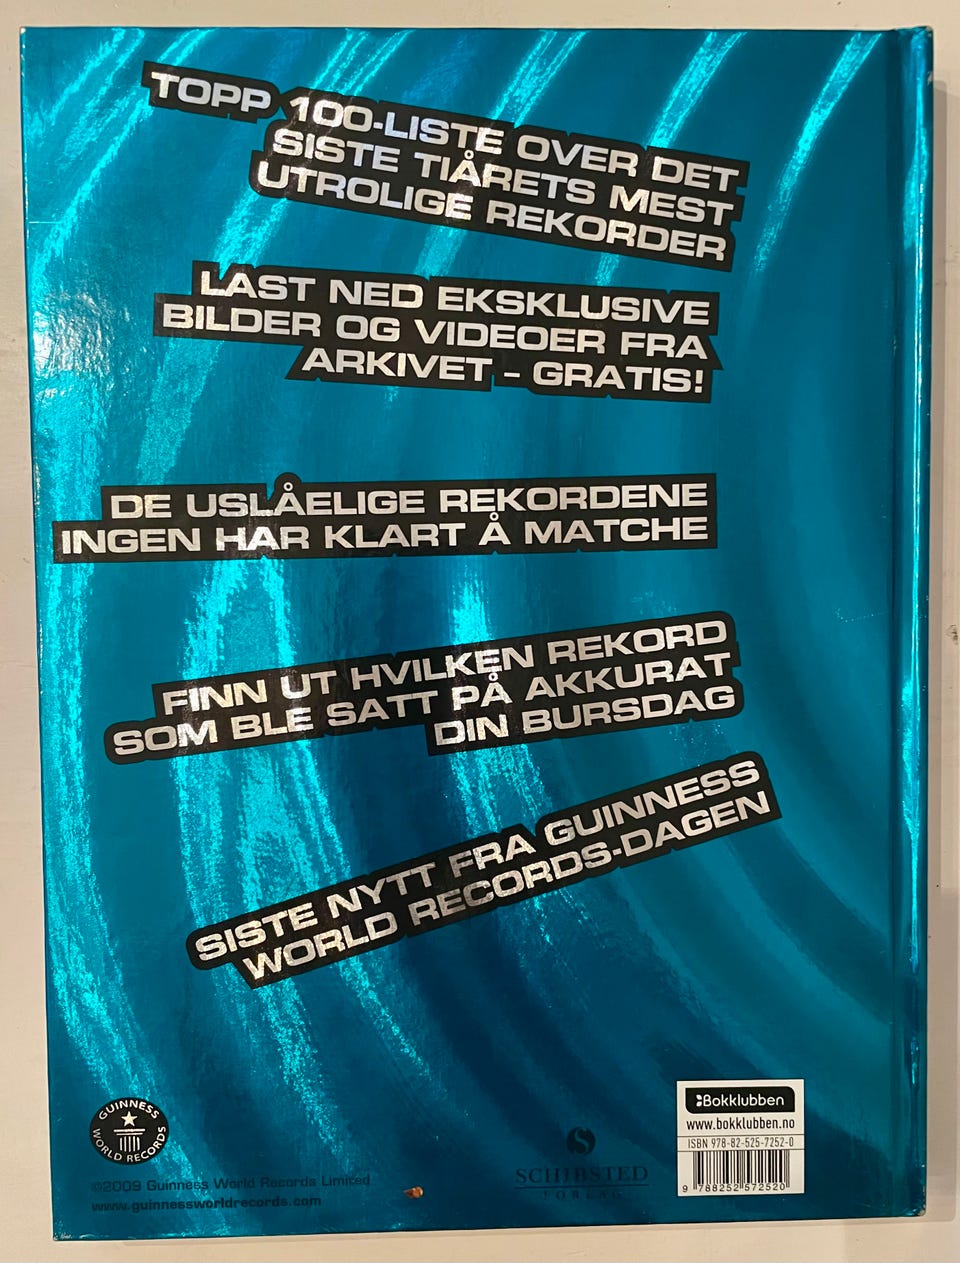 TOPP 100-LISTE OVER DET
SISTE TIÅRETS MEST
UTROLIGE REKORDER
LAST NED EKSKLUSIVE
BILDER OG VIDEOER FRA
ARKIVET – GRATIS!
DE USLÅELIGE REKORDENE
INGEN HAR KLART Å MATCHE
FINN UT HVILKEN REKORD
SOM BLE SATT PÅ AKKURAT
DIN BURSDAG
SISTE NYTT FRA GUINNESS
WORLD RECORDS-DAGEN
GUINNESS
WORLD RECORDS
©2009 Guinness World Records Limited
www.guinnessworldrecords.com
S
SCHIBSTED
FORLAG
Bokklubben
www.bokklubben.no
ISBN 978-82-525-7252-0
9 788252 572520